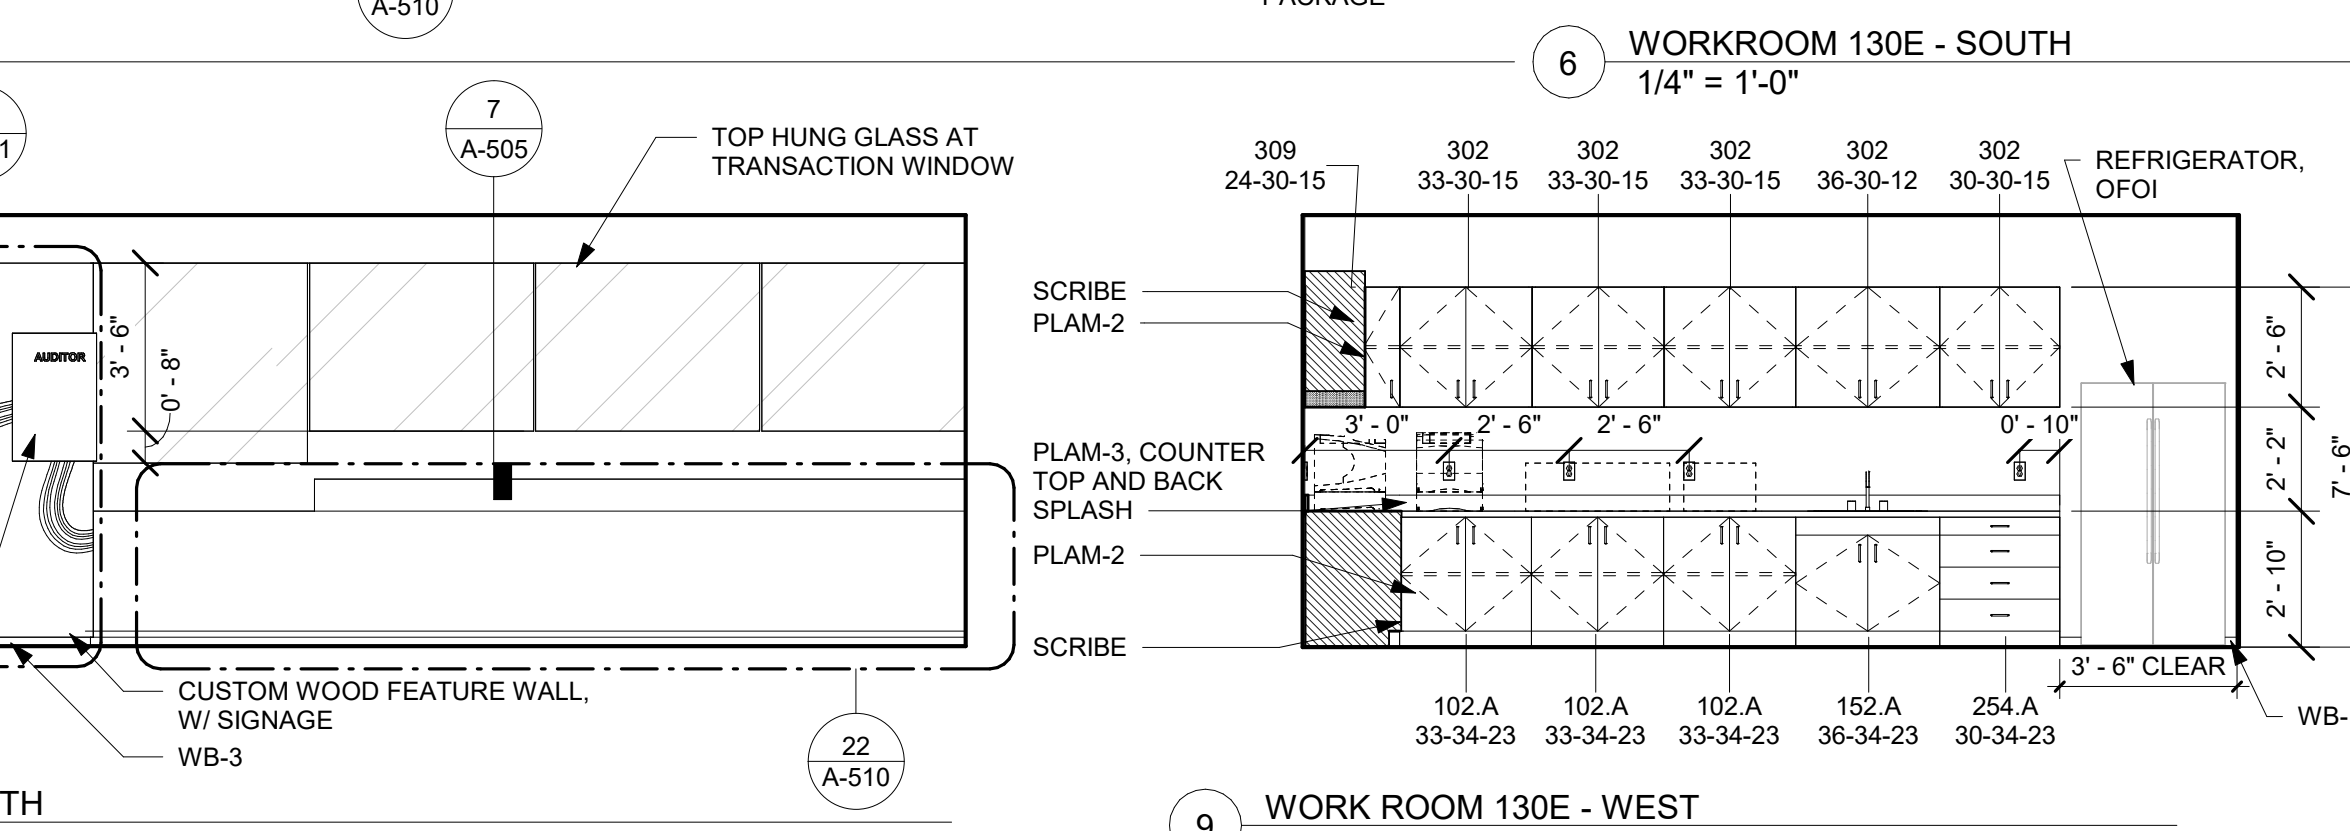 A-510
PACKAGE
6
WORKROOM 130E - SOUTH
1/4" = 1'-0"
1
7
A-505
TOP HUNG GLASS AT
TRANSACTION WINDOW
AUDITOR
3' - 6"
0' - 8"
CUSTOM WOOD FEATURE WALL,
W/ SIGNAGE
WB-3
22
A-510
TH
309
24-30-15
302
33-30-15
302
33-30-15
302
33-30-15
302
36-30-12
302
30-30-15
REFRIGERATOR,
OFOI
SCRIBE
PLAM-2
3' - 0"
2' - 6"
2' - 6"
0' - 10"
PLAM-3, COUNTER
TOP AND BACK
SPLASH
PLAM-2
SCRIBE
2' - 6"
2' - 2"
2' - 10"
7' - 6"
3' - 6" CLEAR
WB-
102.A
33-34-23
102.A
33-34-23
102.A
33-34-23
152.A
36-34-23
254.A
30-34-23
9
WORK ROOM 130E - WEST